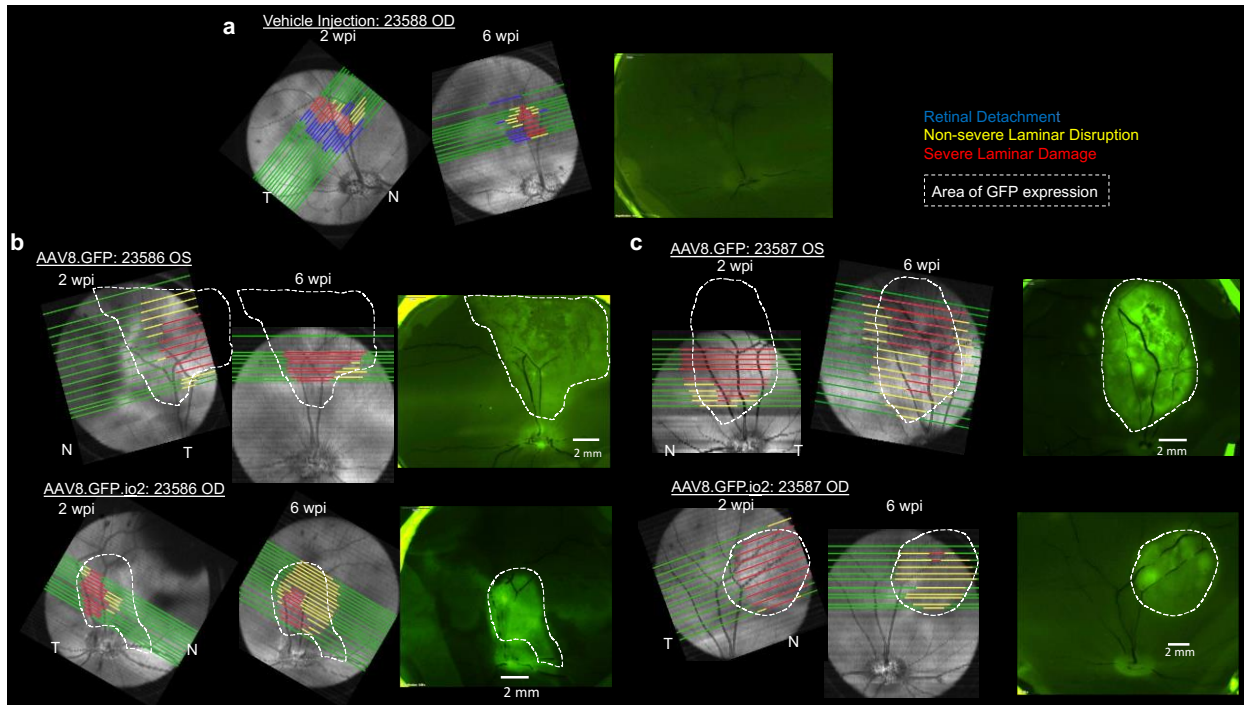 a
Vehicle Injection: 23588 OD
2 wpi
6 wpi
T
N
Retinal Detachment
Non-severe Laminar Disruption
Severe Laminar Damage
Area of GFP expression
b
AAV8.GFP: 23586 OS
2 wpi
6 wpi
N
T
2 mm
AAV8.GFP.io2: 23586 OD
2 wpi
6 wpi
T
N
2 mm
c
AAV8.GFP: 23587 OS
2 wpi
6 wpi
N
T
2 mm
AAV8.GFP.io2: 23587 OD
2 wpi
6 wpi
T
N
2 mm